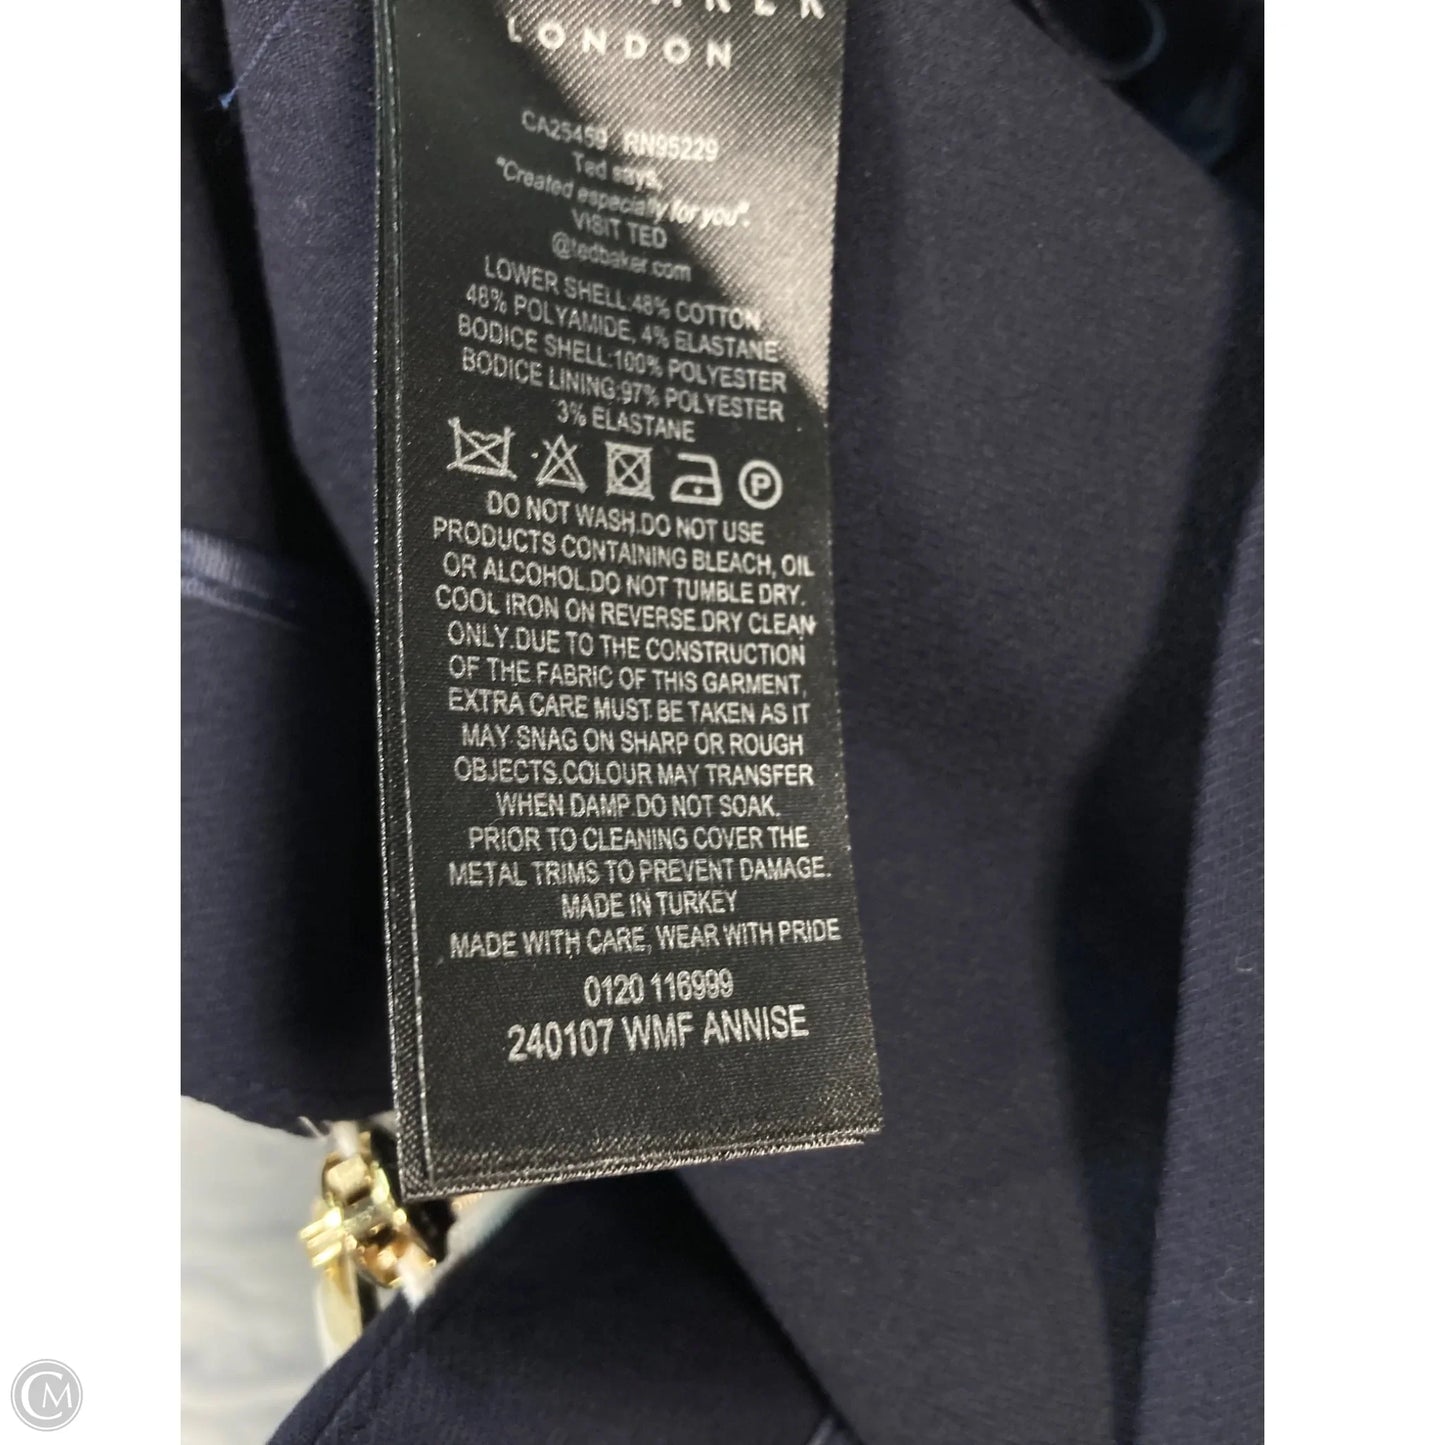 LONDON
CA25459 RN95229
Ted says,
"Created especially for you".
VISIT TED
@tedbaker.com
LOWER SHELL:48% COTTON
48% POLYAMIDE, 4% ELASTANE
BODICE SHELL:100% POLYESTER
BODICE LINING:97% POLYESTER
3% ELASTANE
P
DO NOT WASH.DO NOT USE
PRODUCTS CONTAINING BLEACH, OIL
OR ALCOHOL.DO NOT TUMBLE DRY.
COOL IRON ON REVERSE.DRY CLEAN
ONLY.DUE TO THE CONSTRUCTION
OF THE FABRIC OF THIS GARMENT,
EXTRA CARE MUST BE TAKEN AS IT
MAY SNAG ON SHARP OR ROUGH
OBJECTS.COLOUR MAY TRANSFER
WHEN DAMP.DO NOT SOAK.
PRIOR TO CLEANING COVER THE
METAL TRIMS TO PREVENT DAMAGE.
MADE IN TURKEY
MADE WITH CARE, WEAR WITH PRIDE
0120 116999
240107 WMF ANNISE
CM